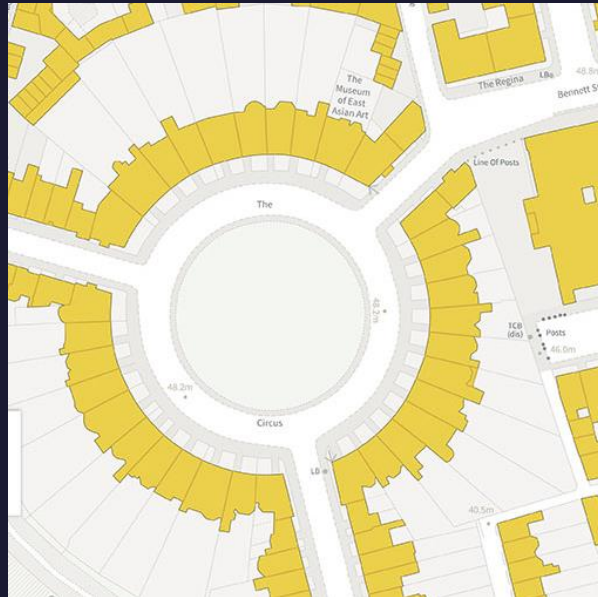 The
Museum
of East
Asian Art
The Regina
LBs
48.8m
Bennett St
Line Of Posts
The
48.2m
TCB
(dis)
Posts
46.0m
48.2m
Circus
LB
40.5m